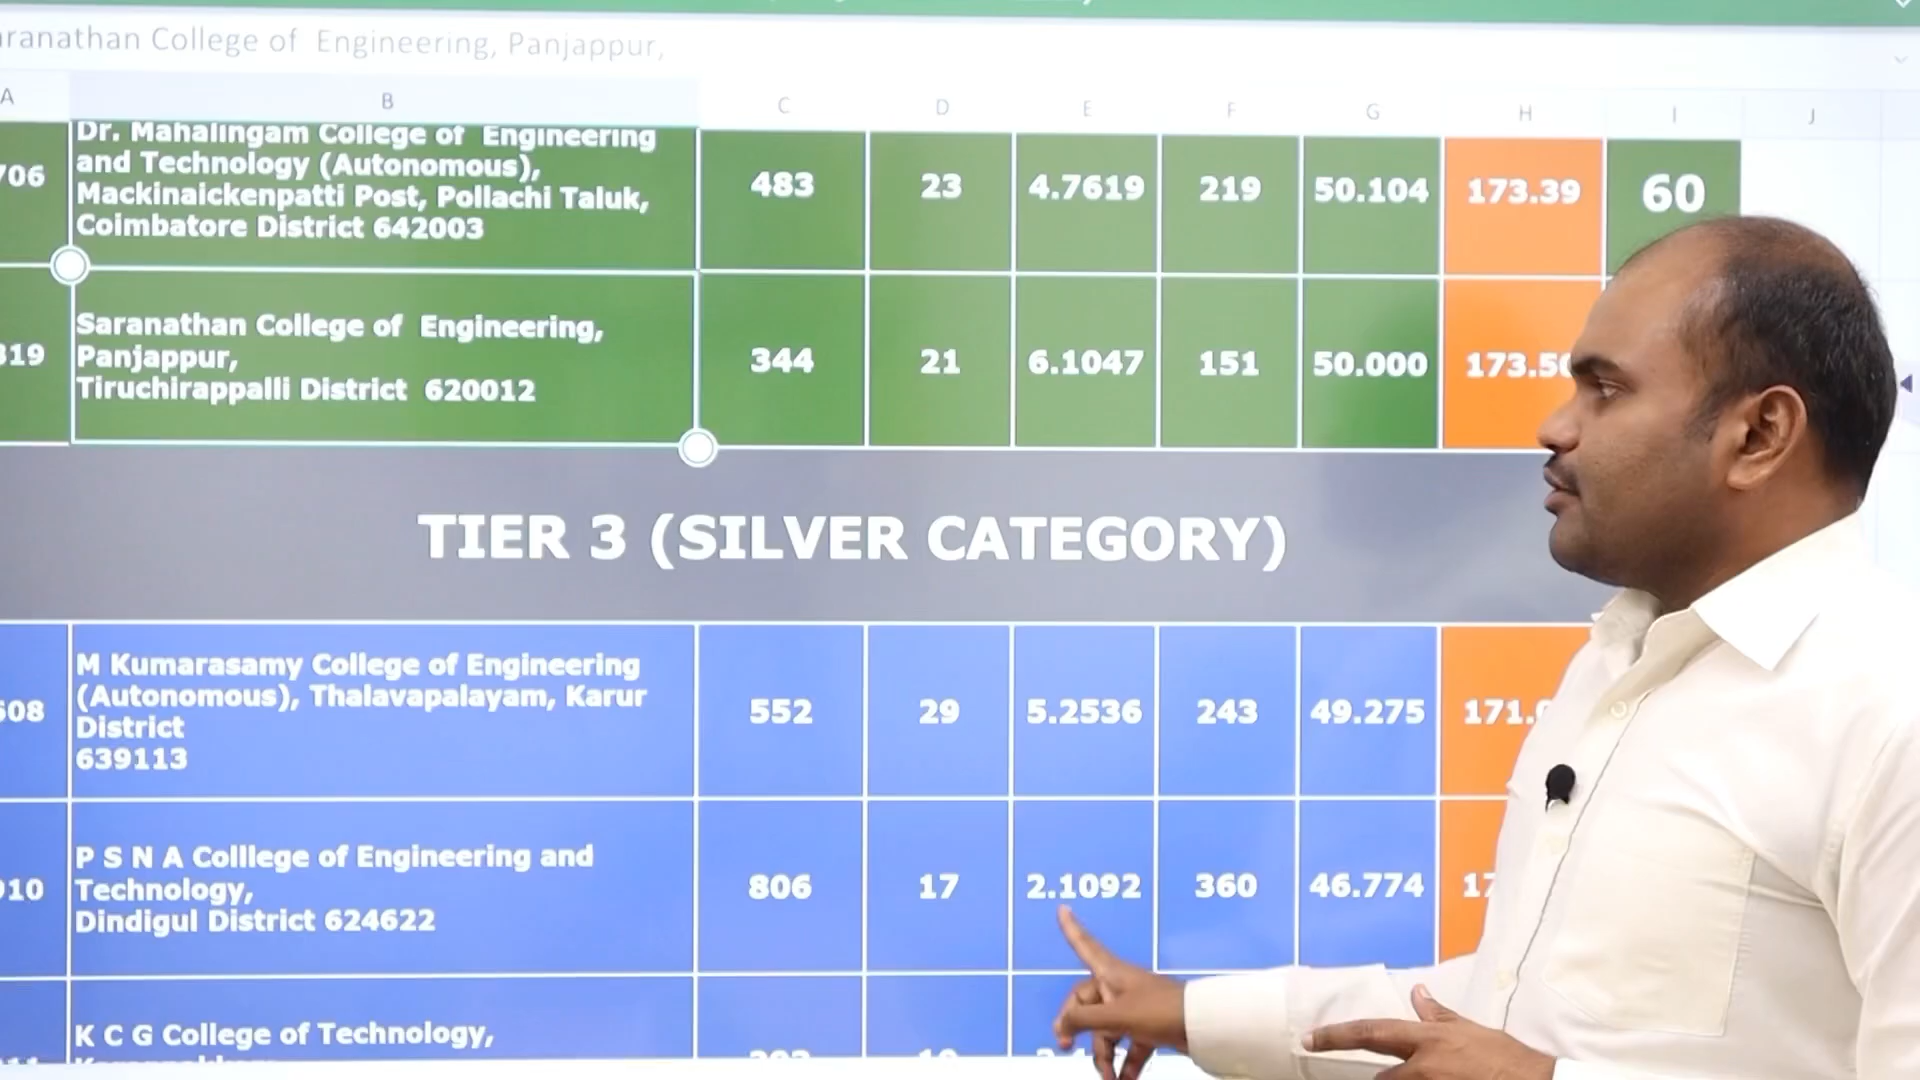 College of Engineering, Panjappur,
A B C D E F G H I J
706 Dr. Mahalingam College of Engineering
and Technology (Autonomous),
Mackinaickenpatti Post, Pollachi Taluk,
Coimbatore District 642003 483 23 4.7619 219 50.104 173.39 60
Saranathan College of Engineering,
Panjappur,
Tiruchirappalli District 620012 344 21 6.1047 151 50.000
TIER 3 (SILVER CATEGORY)
M Kumarasamy College of Engineering
(Autonomous), Thalavapalayam, Karur
District
639113 552 29 5.2536 243 49.275
P S N A Colllege of Engineering and
Technology,
Dindigul District 624622 806 17 2.1092 360 46.774
K C G College of Technology,